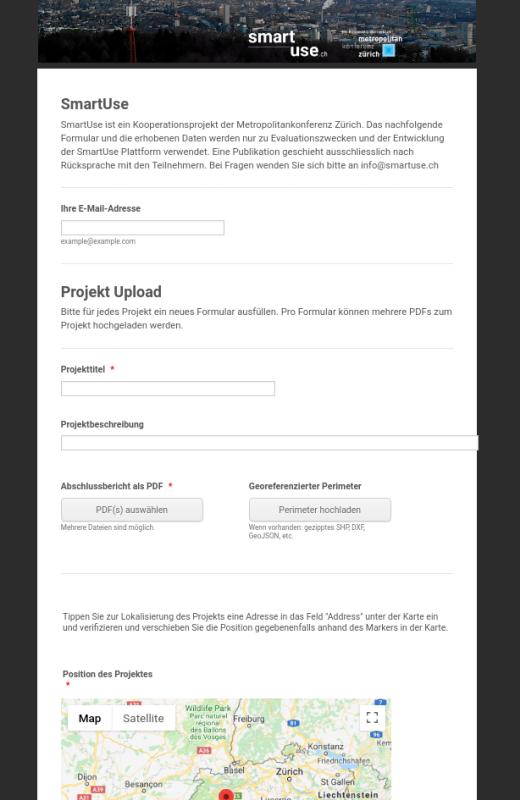 smart
use.ch
metropolitan
konferenz
zürich
SmartUse
SmartUse ist ein Kooperationsprojekt der Metropolitankonferenz Zürich. Das nachfolgende
Formular und die erhobenen Daten werden nur zu Evaluationszwecken und der Entwicklung
der SmartUse Plattform verwendet. Eine Publikation geschieht ausschliesslich nach
Rücksprache mit den Teilnehmern. Bei Fragen wenden Sie sich bitte an info@smartuse.ch
Ihre E-Mail-Adresse
example@example.com
Projekt Upload
Bitte für jedes Projekt ein neues Formular ausfüllen. Pro Formular können mehrere PDFs zum
Projekt hochgeladen werden.
Projekttitel *
Projektbeschreibung
Abschlussbericht als PDF * Georeferenzierter Perimeter
PDF(s) auswählen Perimeter hochladen
Mehrere Dateien sind möglich. Wenn vorhanden: gezipptes SHP, DXF,
GeoJSON, etc.
Tippen Sie zur Lokalisierung des Projekts eine Adresse in das Feld "Address" unter der Karte ein
und verifizieren und verschieben Sie die Position gegebenenfalls anhand des Markers in der Karte.
Position des Projektes
*
Map Satellite
Wildlife Park
Parc naturel
régional
des Ballons
des Vosges
Freiburg
A31
7
81
96
A36
Konstanz
Kem
Friedrichshafen
Basel
Zürich
Dijon
Besançon
St Gallen
A31
A39
Liechtenstein